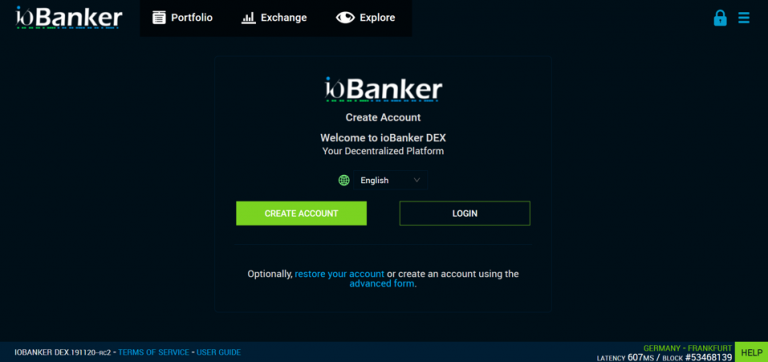 ioBanker
Portfolio
Exchange
Explore
ioBanker
Create Account
Welcome to ioBanker DEX
Your Decentralized Platform
English
CREATE ACCOUNT
LOGIN
Optionally, restore your account or create an account using the
advanced form.
IOBANKER DEX.191120-RC2 - TERMS OF SERVICE - USER GUIDE
GERMANY - FRANKFURT
LATENCY 607MS / BLOCK #53468139
HELP